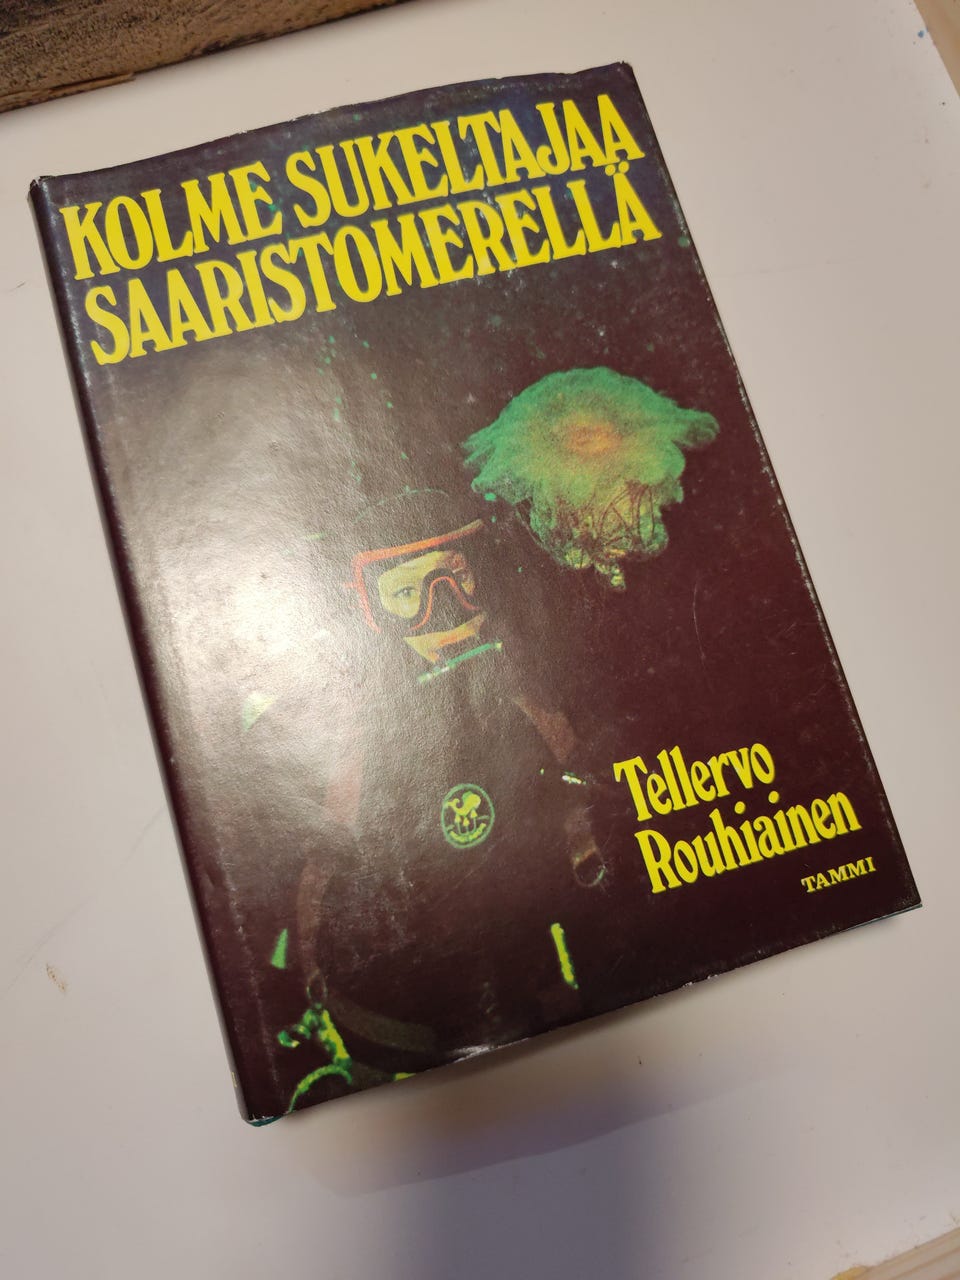 KOLME SUKELTAJAA
SAARISTOMERELLÄ
Tellervo
Rouhiainen
TAMMI